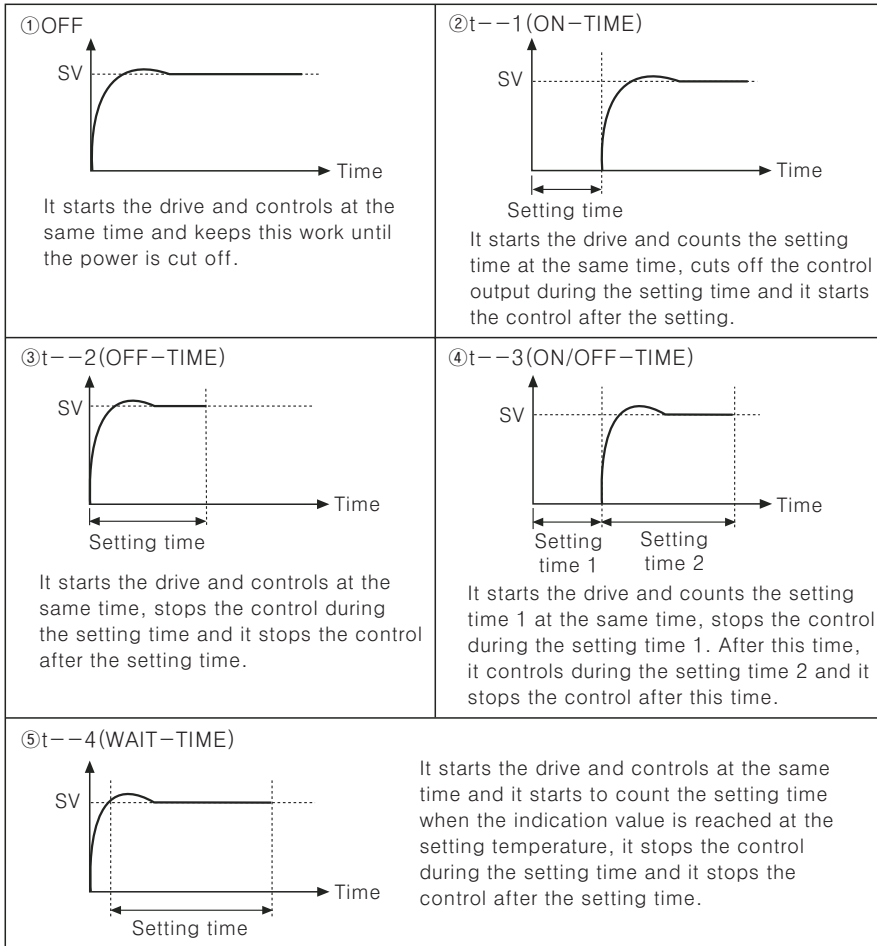 ①OFF
SV
Time
It starts the drive and controls at the
same time and keeps this work until
the power is cut off.
②t−−1(ON−TIME)
SV
Time
Setting time
It starts the drive and counts the setting
time at the same time, cuts off the control
output during the setting time and it starts
the control after the setting.
③t−−2(OFF−TIME)
SV
Time
Setting time
It starts the drive and controls at the
same time, stops the control during
the setting time and it stops the control
after the setting time.
④t−−3(ON/OFF−TIME)
SV
Time
Setting
time 1
Setting
time 2
It starts the drive and counts the setting
time 1 at the same time, stops the control
during the setting time 1. After this time,
it controls during the setting time 2 and it
stops the control after this time.
⑤t−−4(WAIT−TIME)
SV
Time
Setting time
It starts the drive and controls at the same
time and it starts to count the setting time
when the indication value is reached at the
setting temperature, it stops the control
during the setting time and it stops the
control after the setting time.